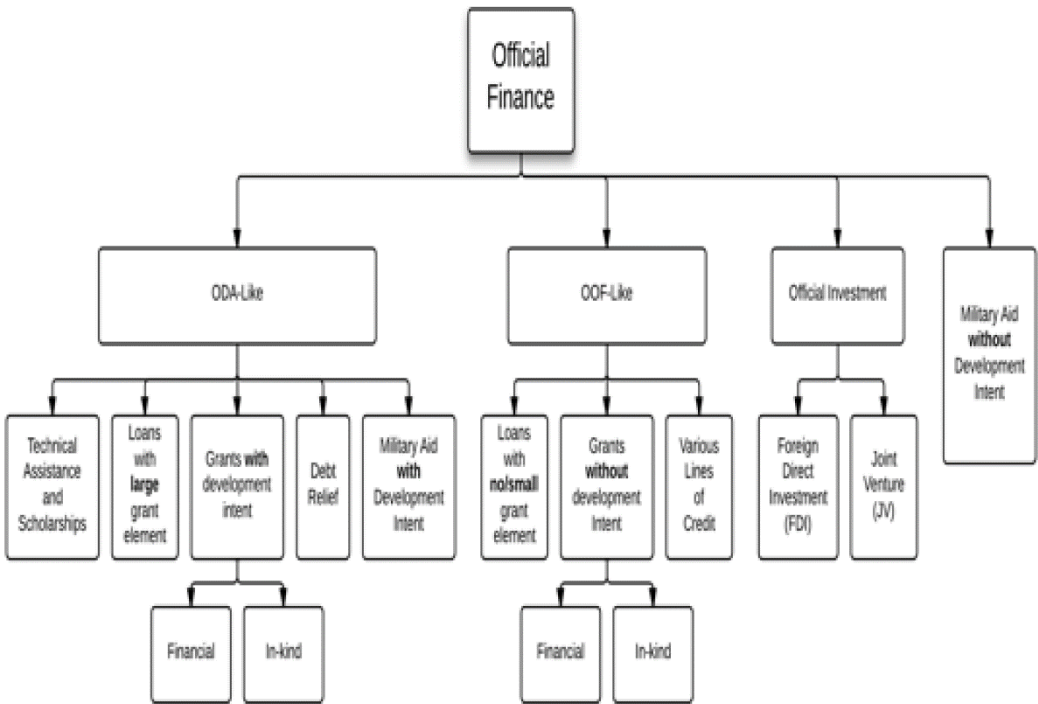 Official
Finance
ODA-Like
OOF-Like
Official Investment
Military Aid
without
Development
Intent
Technical
Assistance
and
Scholarships
Loans
with
large
grant
element
Grants with
development
intent
Debt
Relief
Military Aid
with
Development
Intent
Loans
with
no/small
grant
element
Grants
without
development
Intent
Various
Lines
of
Credit
Foreign
Direct
Investment
(FDI)
Joint
Venture
(JV)
Financial
In-kind
Financial
In-kind